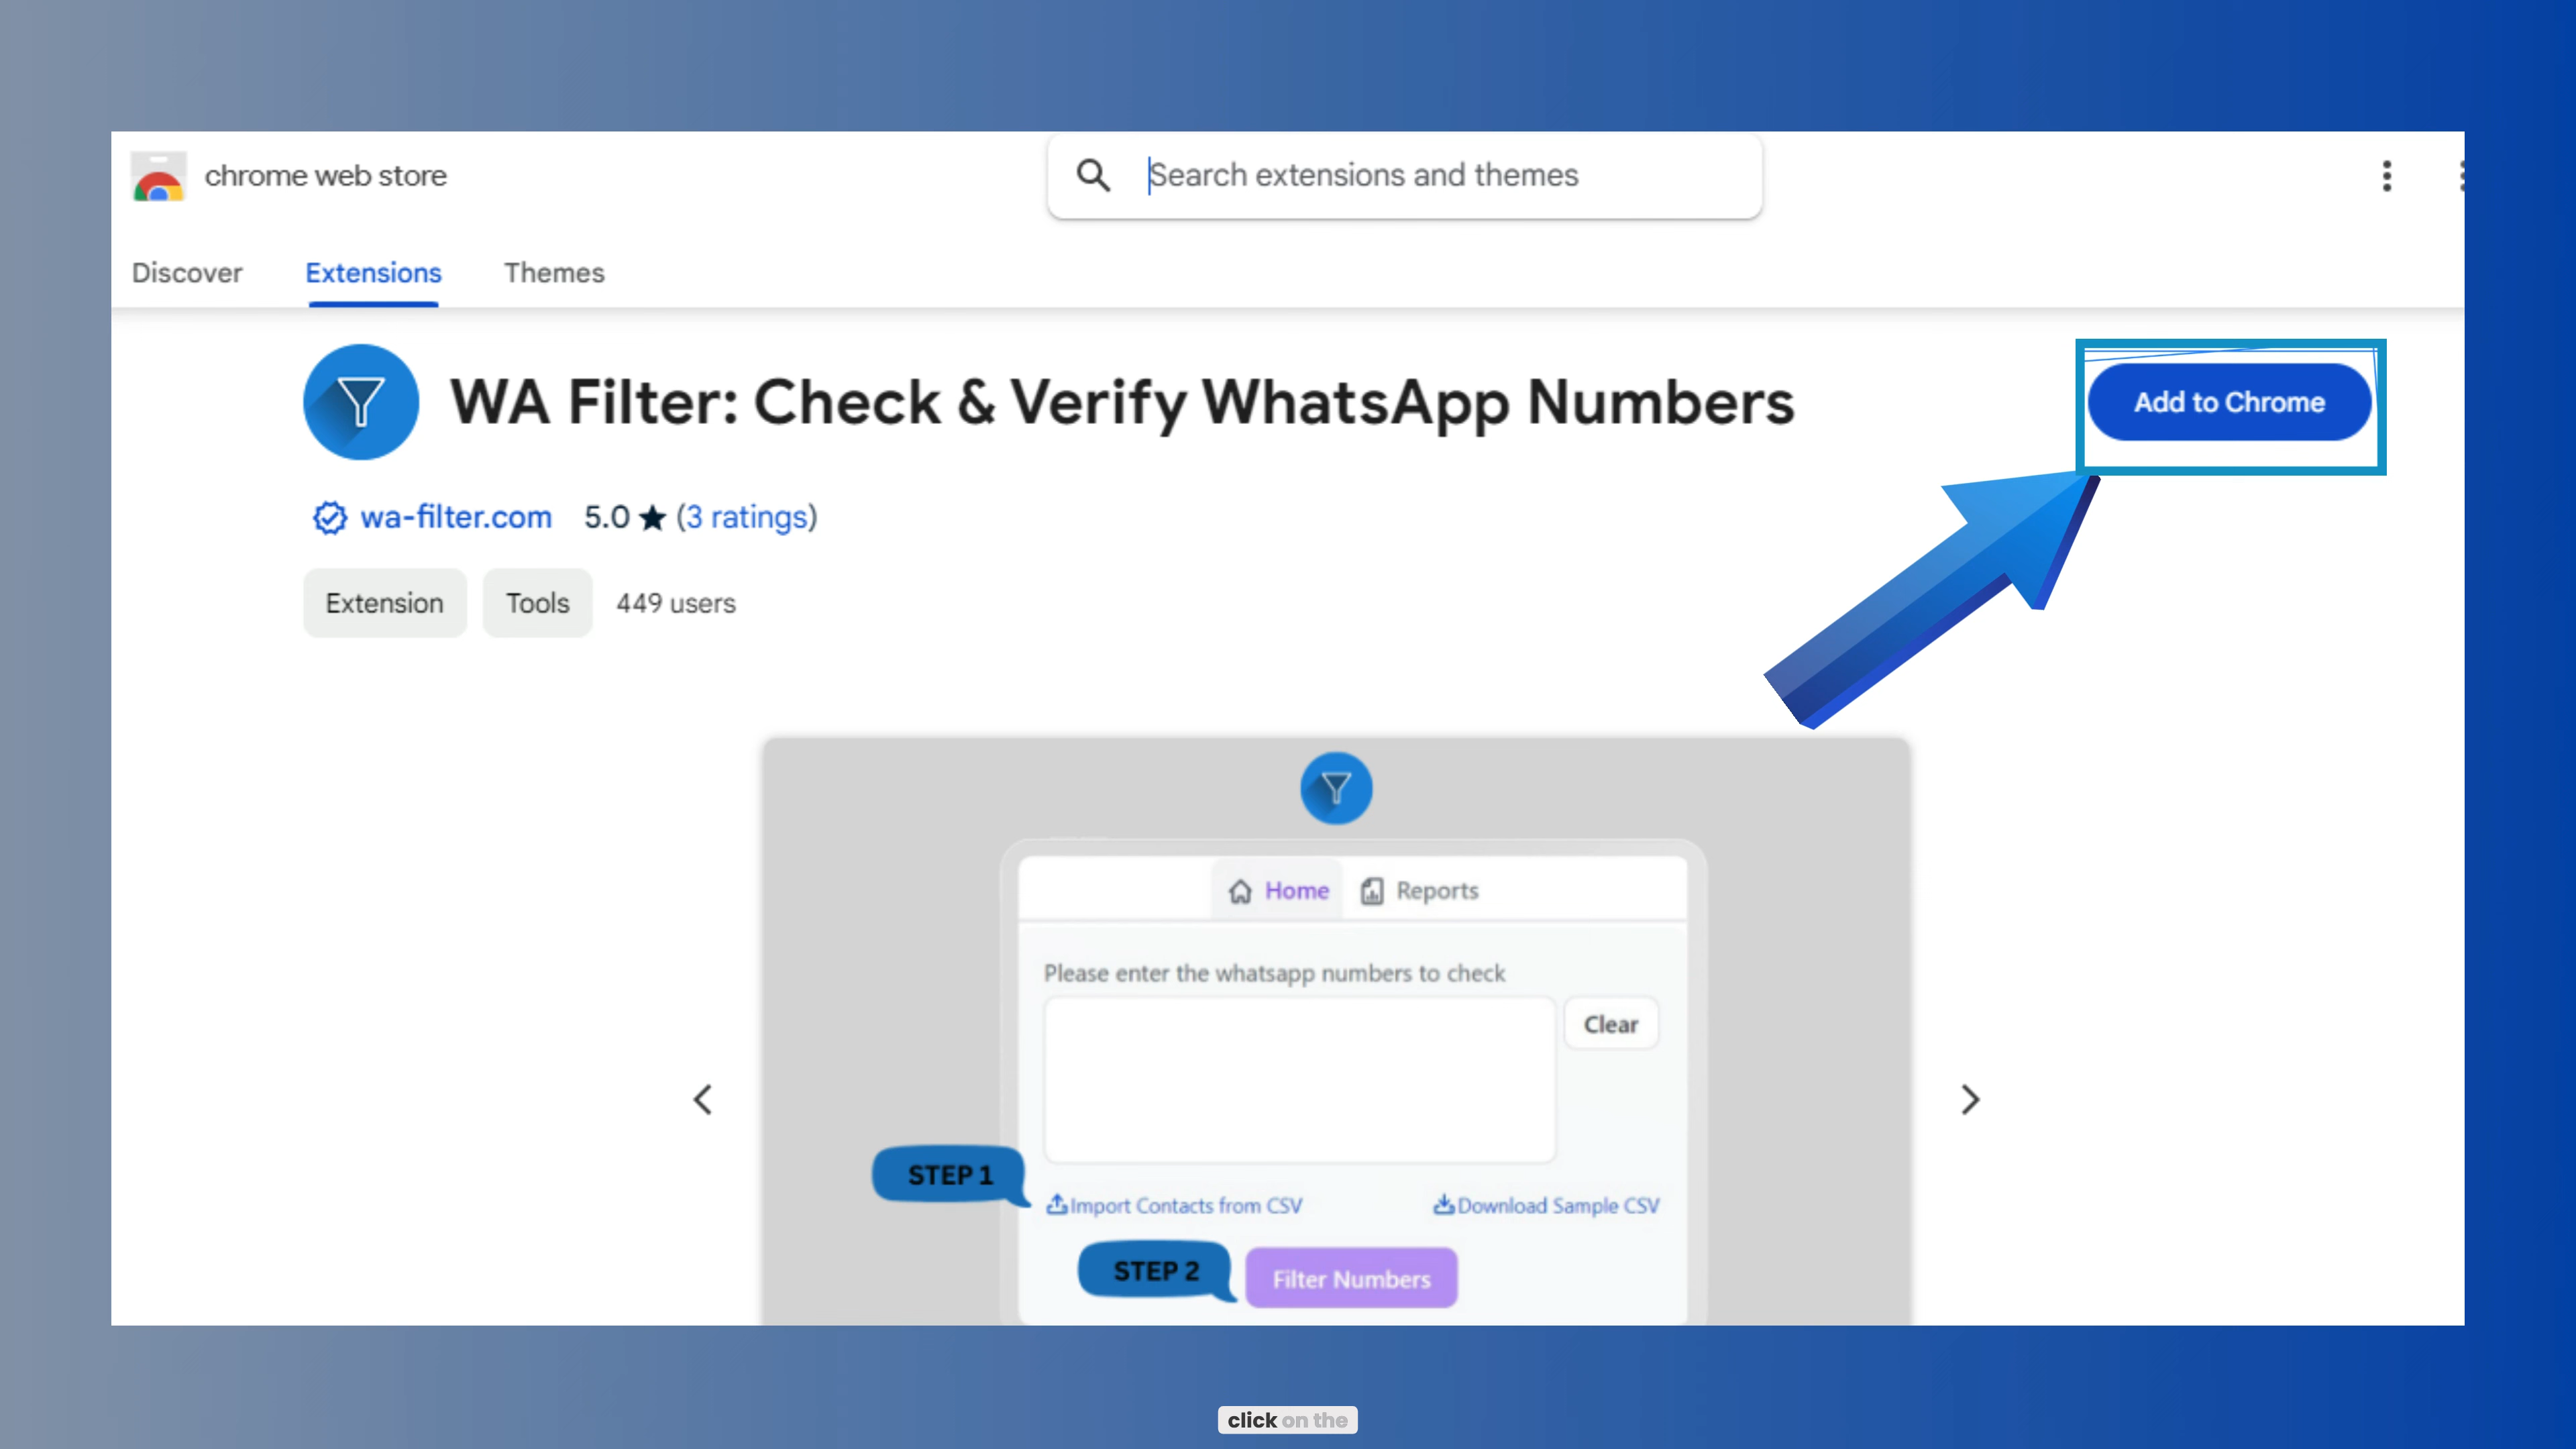 chrome web store
Search extensions and themes
Discover
Extensions
Themes
WA Filter: Check & Verify WhatsApp Numbers
Add to Chrome
wa-filter.com 5.0 ★ (3 ratings)
Extension
Tools
449 users
Home
Reports
Please enter the whatsapp numbers to check
Clear
STEP 1
Import Contacts from CSV
Download Sample CSV
STEP 2
Filter Numbers
click on the